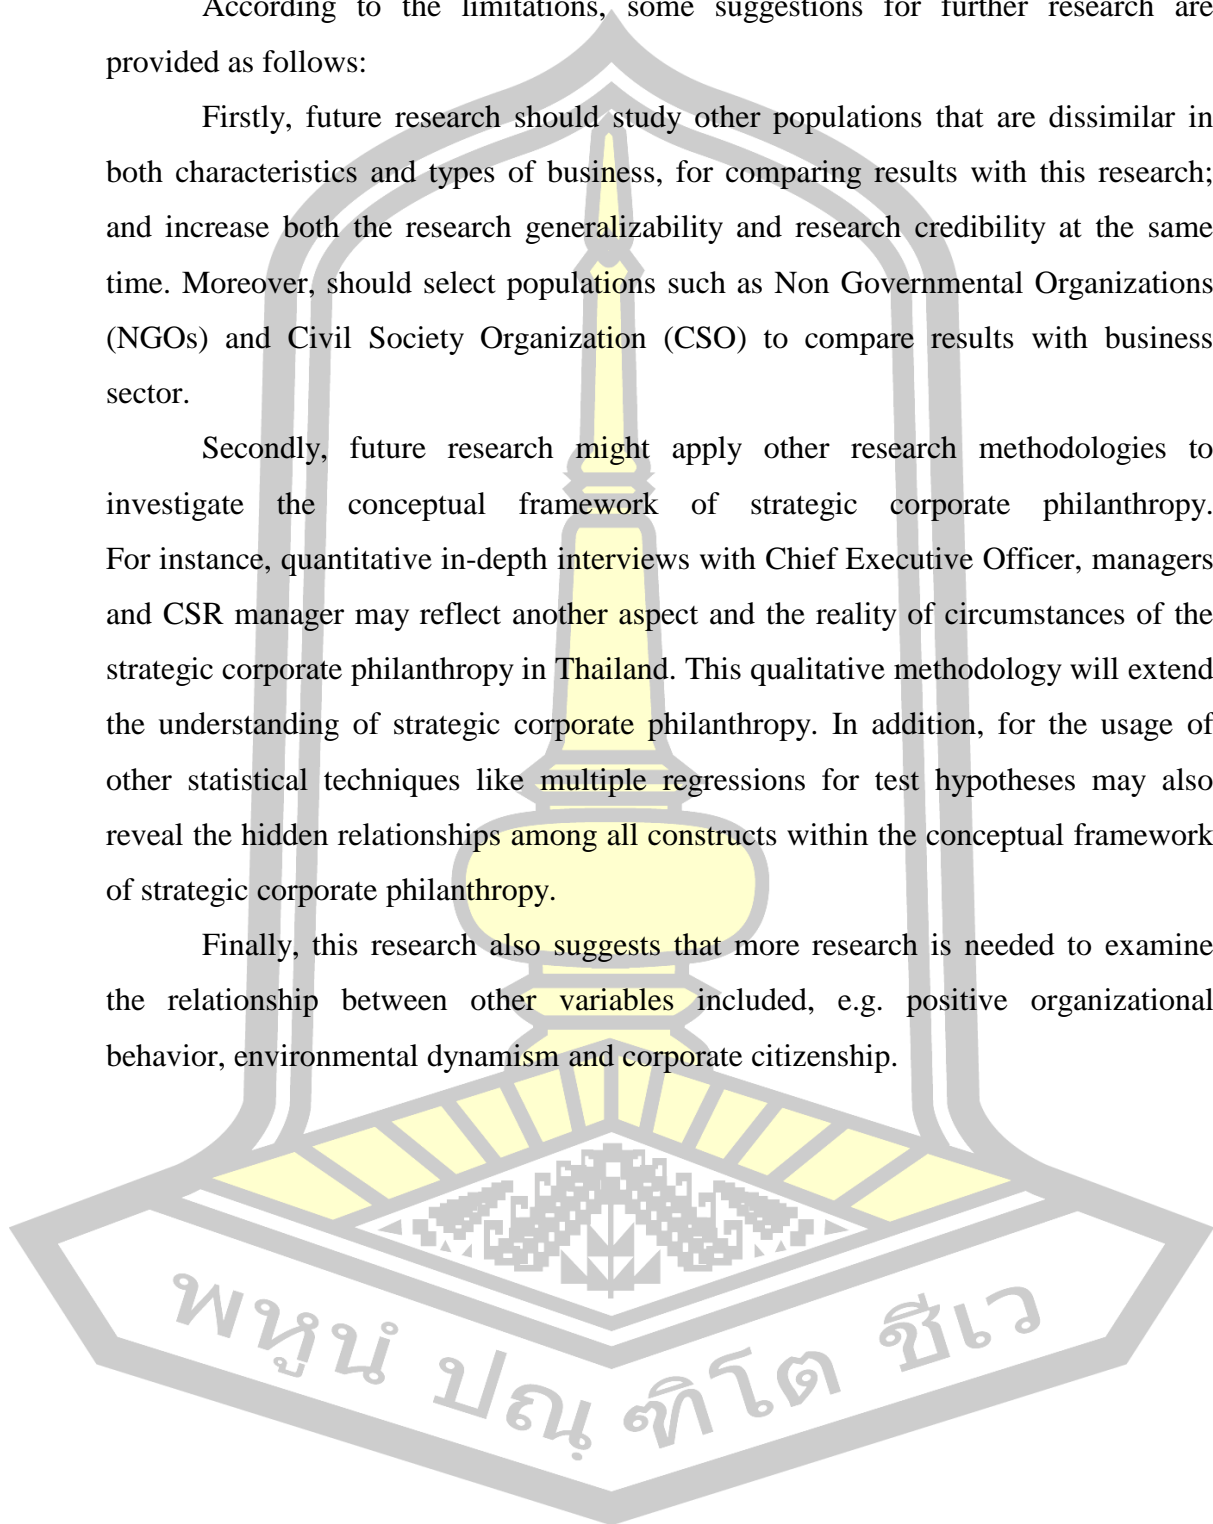 According to the limitations, some suggestions for further research are
provided as follows:
Firstly, future research should study other populations that are dissimilar in
both characteristics and types of business, for comparing results with this research;
and increase both the research generalizability and research credibility at the same
time. Moreover, should select populations such as Non Governmental Organizations
(NGOs) and Civil Society Organization (CSO) to compare results with business
sector.
Secondly, future research might apply other research methodologies to
investigate the conceptual framework of strategic corporate philanthropy.
For instance, quantitative in-depth interviews with Chief Executive Officer, managers
and CSR manager may reflect another aspect and the reality of circumstances of the
strategic corporate philanthropy in Thailand. This qualitative methodology will extend
the understanding of strategic corporate philanthropy. In addition, for the usage of
other statistical techniques like multiple regressions for test hypotheses may also
reveal the hidden relationships among all constructs within the conceptual framework
of strategic corporate philanthropy.
Finally, this research also suggests that more research is needed to examine
the relationship between other variables included, e.g. positive organizational
behavior, environmental dynamism and corporate citizenship.
พหูนํ ปณฺ ฑิโต ชีเว